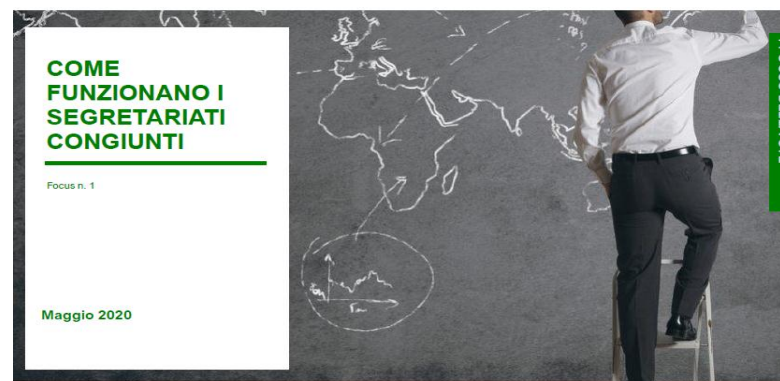 COME
FUNZIONANO I
SEGRETARIATI
CONGIUNTI
Focus n. 1
Maggio 2020